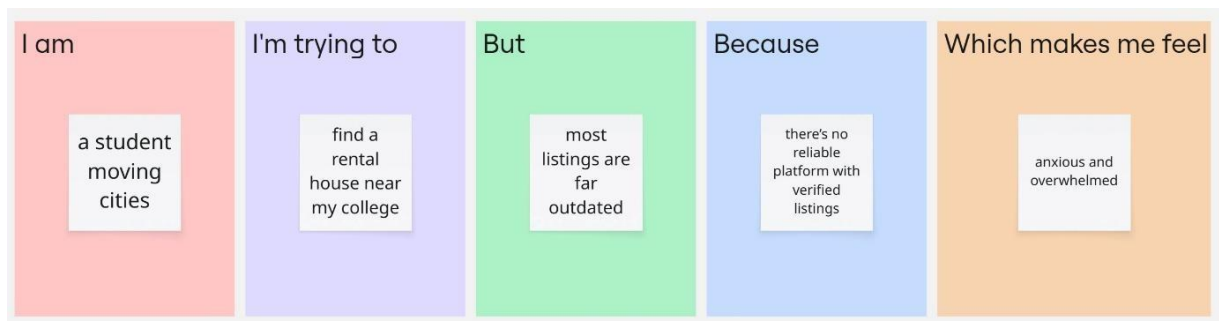 I am
a student
moving
cities
I'm trying to
find a
rental
house near
my college
But
most
listings are
far
outdated
Because
there's no
reliable
platform with
verified
listings
Which makes me feel
anxious and
overwhelmed